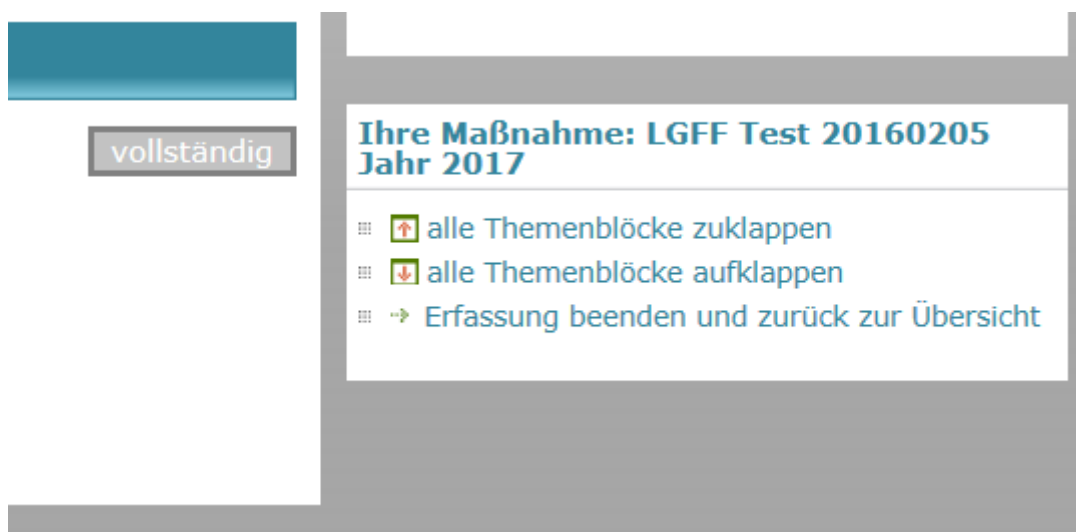 vollständig
Ihre Maßnahme: LGFF Test 20160205
Jahr 2017
alle Themenblöcke zuklappen
alle Themenblöcke aufklappen
Erfassung beenden und zurück zur Übersicht